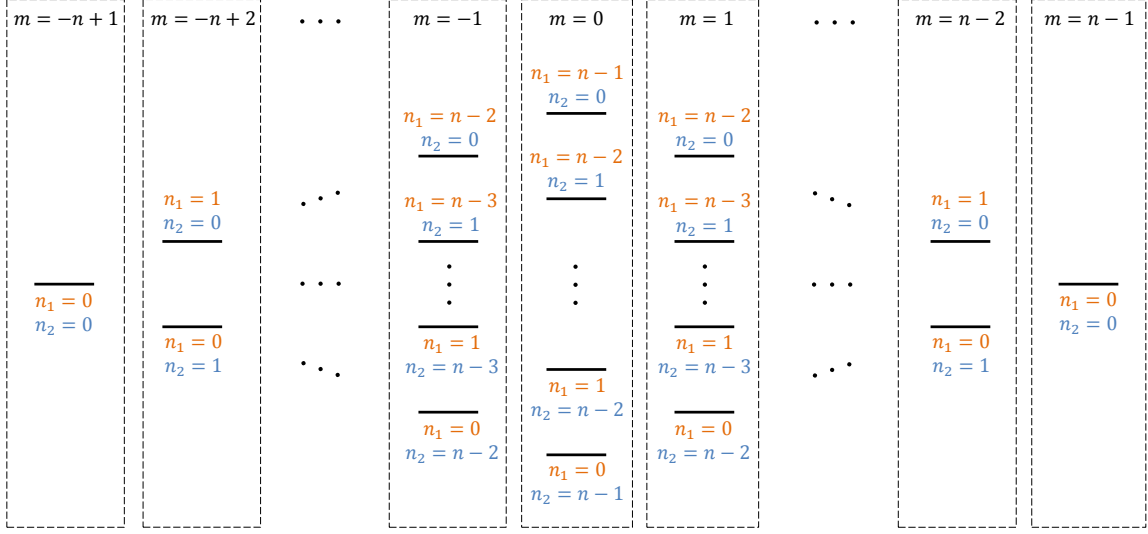 m = −n + 1
m = −n + 2
· · ·
m = −1
m = 0
m = 1
· · ·
m = n − 2
m = n − 1
n₁ = 0
n₂ = 0
n₁ = 1
n₂ = 0
n₁ = 0
n₂ = 1
n₁ = n − 2
n₂ = 0
n₁ = n − 3
n₂ = 1
n₁ = 1
n₂ = n − 3
n₁ = 0
n₂ = n − 2
n₁ = n − 1
n₂ = 0
n₁ = n − 2
n₂ = 1
n₁ = 1
n₂ = n − 2
n₁ = 0
n₂ = n − 1
n₁ = n − 2
n₂ = 0
n₁ = n − 3
n₂ = 1
n₁ = 1
n₂ = n − 3
n₁ = 0
n₂ = n − 2
n₁ = 1
n₂ = 0
n₁ = 0
n₂ = 1
n₁ = 0
n₂ = 0